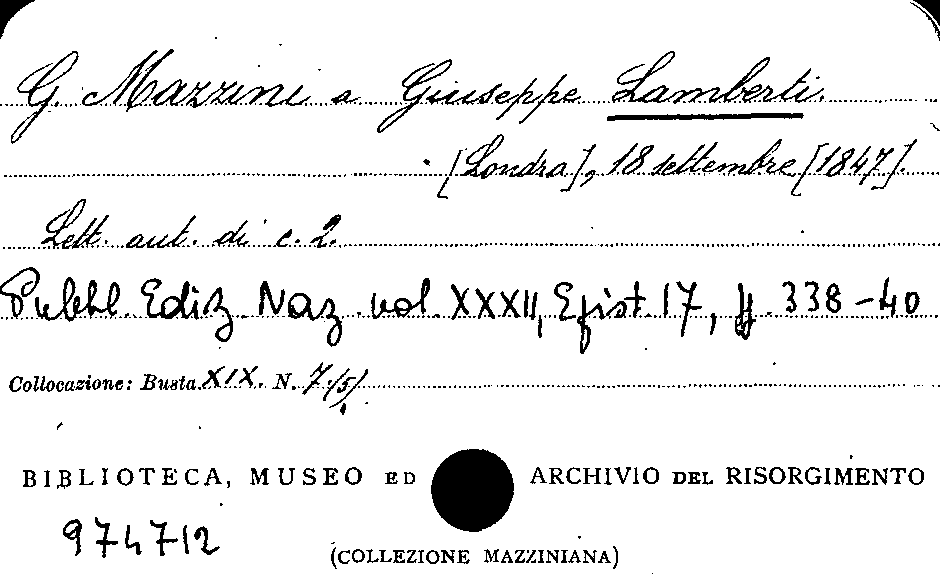 G. Mazzini a Giuseppe Lamberti.
[Londra], 18 settembre [1847].
Lett. aut. di c. 2.
Pubbl. Ediz. Naz. vol. XXXII, Epist. 17, pp. 338-40
Collocazione: Busta XIX. N. 7/(5)
BIBLIOTECA, MUSEO ED ARCHIVIO DEL RISORGIMENTO
974712
(COLLEZIONE MAZZINIANA)